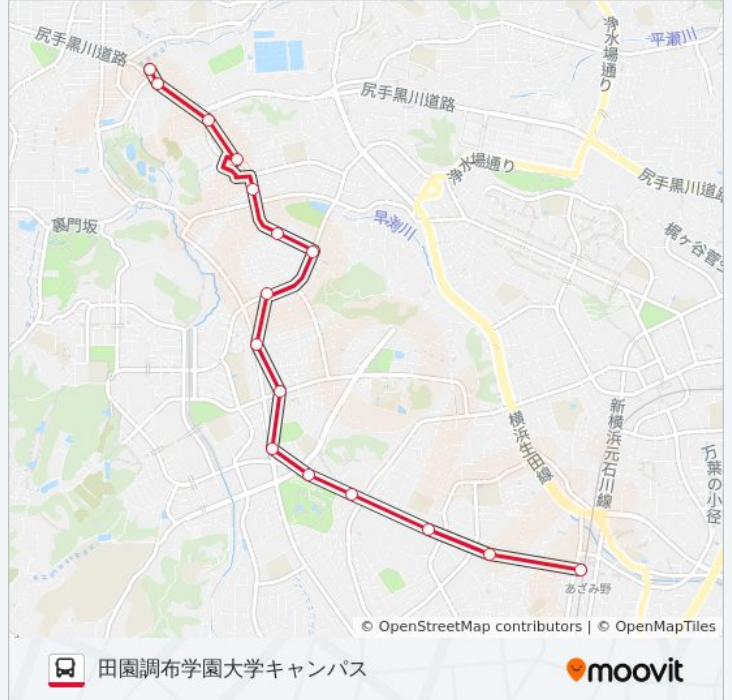 尻手黒川道路
浄水場通り
平瀬川
尻手黒川道路
浄水場通り
尻手黒川道路
裏門坂
早渕川
梶ヶ谷菅
横浜生田線
新横浜元石川線
万葉の小径
あざみ野
© OpenStreetMap contributors | © OpenMapTiles
田園調布学園大学キャンパス
moovit